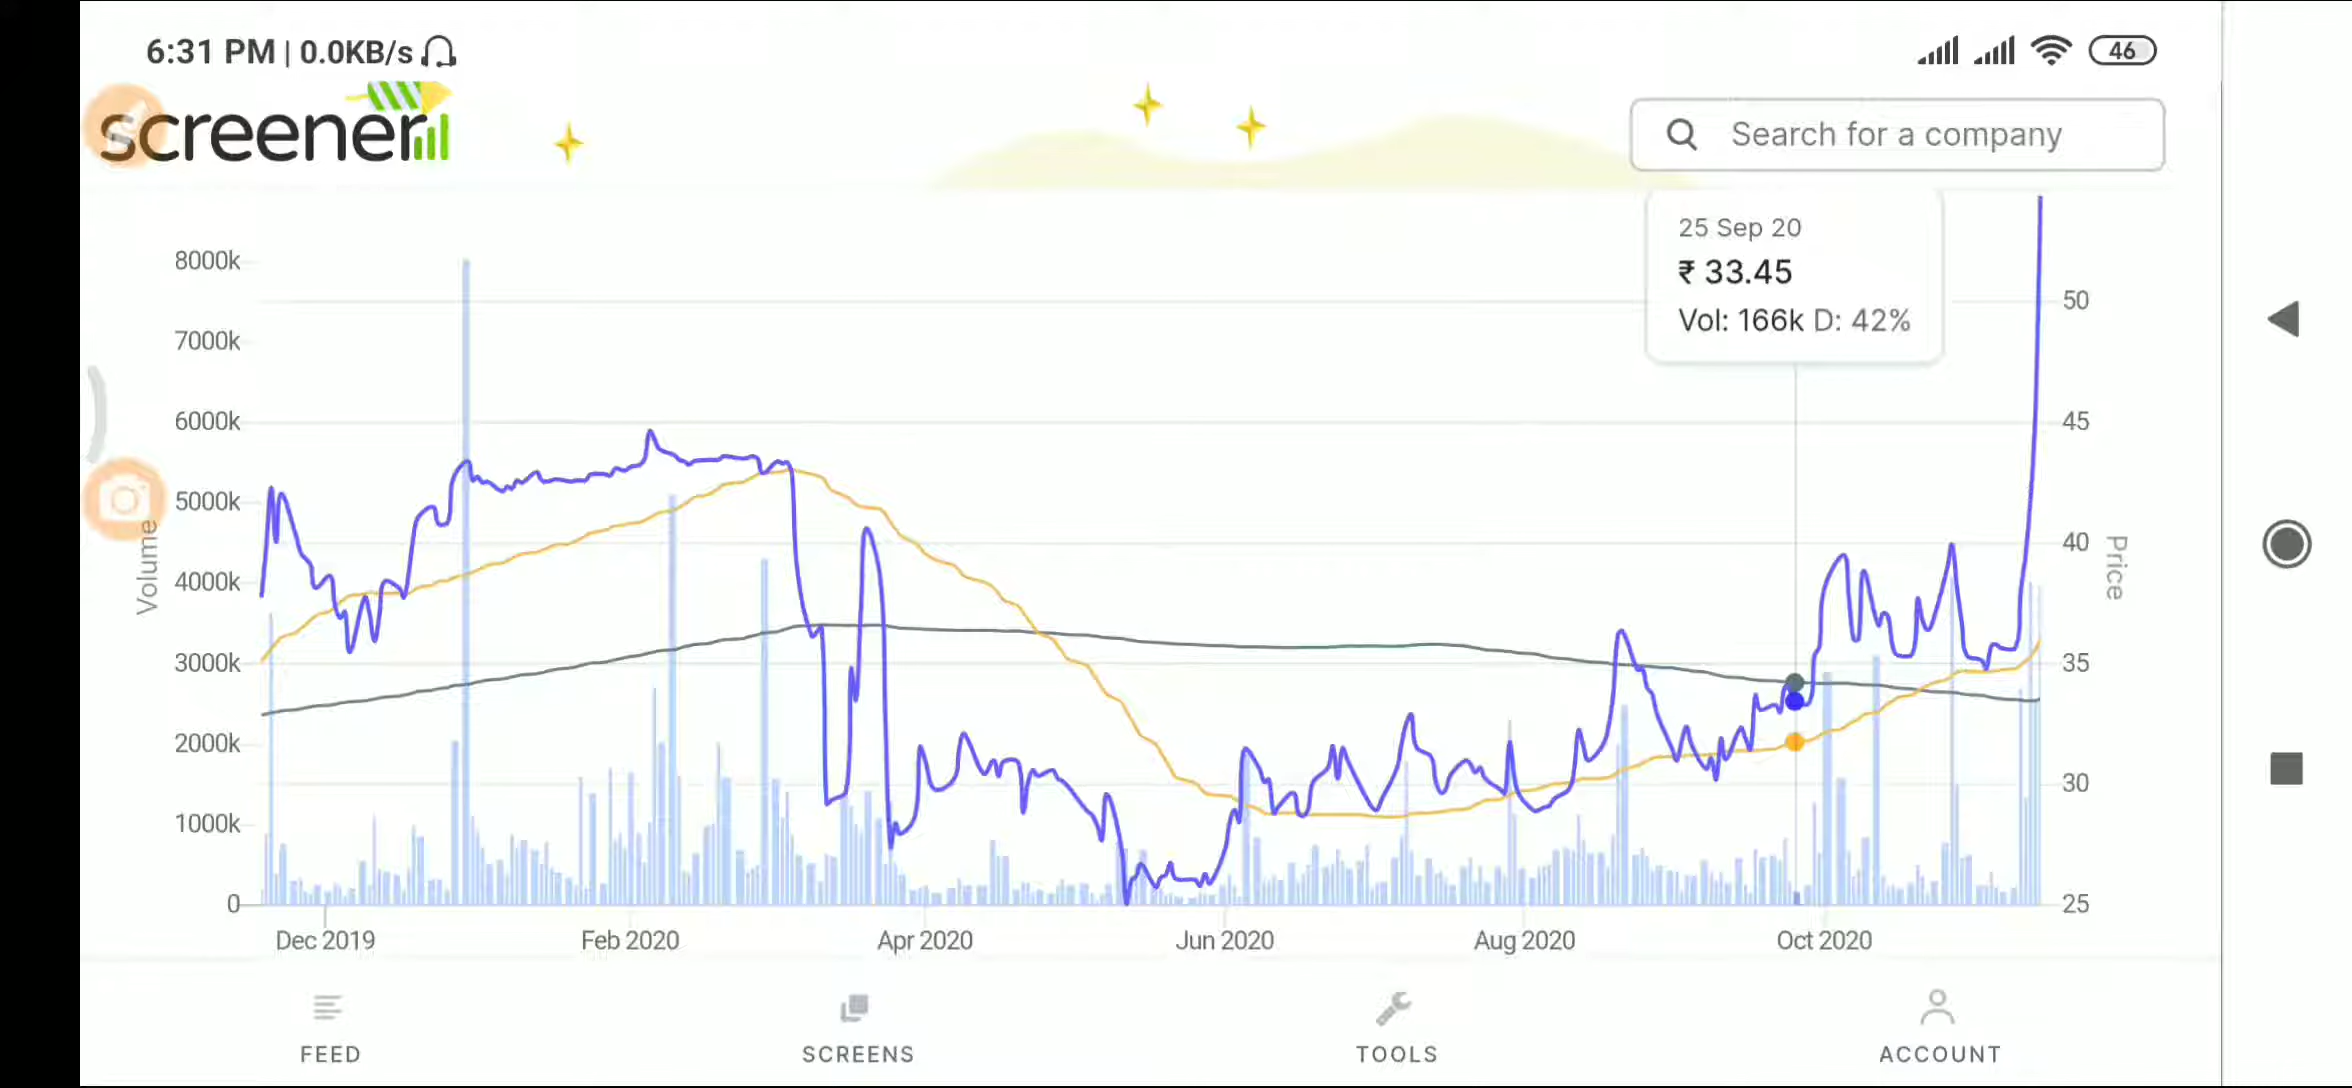 6:31 PM | 0.0KB/s
46
screener
Search for a company
25 Sep 20
₹ 33.45
Vol: 166k D: 42%
8000k
7000k
6000k
5000k
4000k
3000k
2000k
1000k
0
Volume
50
45
40
35
30
25
Price
Dec 2019
Feb 2020
Apr 2020
Jun 2020
Aug 2020
Oct 2020
FEED
SCREENS
TOOLS
ACCOUNT